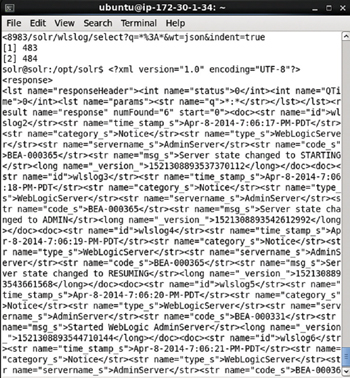 ubuntu@ip-172-30-1-34: ~
File Edit View Search Terminal Help
<8983/solr/wlslog/select?q=*%3A*&wt=json&indent=true
[1] 483
[2] 484
solr@solr:/opt/solr$ <?xml version="1.0" encoding="UTF-8"?>
<response>
<lst name="responseHeader"><int name="status">0</int><int name="QTi
me">0</int><lst name="params"><str name="q">*:*</str></lst></lst><r
esult name="response" numFound="6" start="0"><doc><str name="id">wl
slog2</str><str name="time_stamp_s">Apr-8-2014-7:06:17-PM-PDT</str>
<str name="category_s">Notice</str><str name="type_s">WebLogicServe
r</str><str name="servername_s">AdminServer</str><str name="code_s"
>BEA-000365</str><str name="msg_s">Server state changed to STARTING
</str><long name="_version_">1521308893537370112</long></doc><doc><
str name="id">wlslog3</str><str name="time_stamp_s">Apr-8-2014-7:06
:18-PM-PDT</str><str name="category_s">Notice</str><str name="type_
s">WebLogicServer</str><str name="servername_s">AdminServer</str><s
tr name="code_s">BEA-000365</str><str name="msg_s">Server state cha
nged to ADMIN</str><long name="_version_">1521308893542612992</long
></doc><doc><str name="id">wlslog4</str><str name="time_stamp_s">Ap
r-8-2014-7:06:19-PM-PDT</str><str name="category_s">Notice</str><st
r name="type_s">WebLogicServer</str><str name="servername_s">AdminS
erver</str><str name="code_s">BEA-000365</str><str name="msg_s">Ser
ver state changed to RESUMING</str><long name="_version_">152130889
3543661568</long></doc><doc><str name="id">wlslog5</str><str name="
time_stamp_s">Apr-8-2014-7:06:20-PM-PDT</str><str name="category_s"
>Notice</str><str name="type_s">WebLogicServer</str><str name="serv
ername_s">AdminServer</str><str name="code_s">BEA-000331</str><str
name="msg_s">Started WebLogic AdminServer</str><long name="_version
_">1521308893544710144</long></doc><doc><str name="id">wlslog6</str
><str name="time_stamp_s">Apr-8-2014-7:06:21-PM-PDT</str><str name=
"category_s">Notice</str><str name="type_s">WebLogicServer</str><st
r name="servername_s">AdminServer</str><str name="code_s">BEA-00036